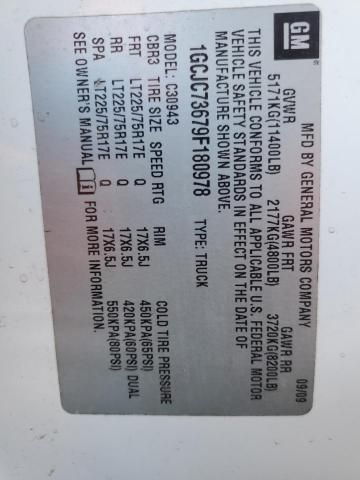 GM
MFD BY GENERAL MOTORS COMPANY 09/09
GVWR GAWR FRT GAWR RR
5171KG(11400LB) 2177KG(4800LB) 3720KG(8200LB)
THIS VEHICLE CONFORMS TO ALL APPLICABLE U.S. FEDERAL MOTOR
VEHICLE SAFETY STANDARDS IN EFFECT ON THE DATE OF
MANUFACTURE SHOWN ABOVE.
1GCJC73679F180978 TYPE: TRUCK
MODEL: C30943
CBR3 TIRE SIZE SPEED RTG RIM COLD TIRE PRESSURE
FRT LT225/75R17E Q 17X6.5J 450KPA(65PSI)
RR LT225/75R17E Q 17X6.5J 420KPA(60PSI) DUAL
SPA LT225/75R17E Q 17X6.5J 550KPA(80PSI)
SEE OWNER'S MANUAL FOR MORE INFORMATION.